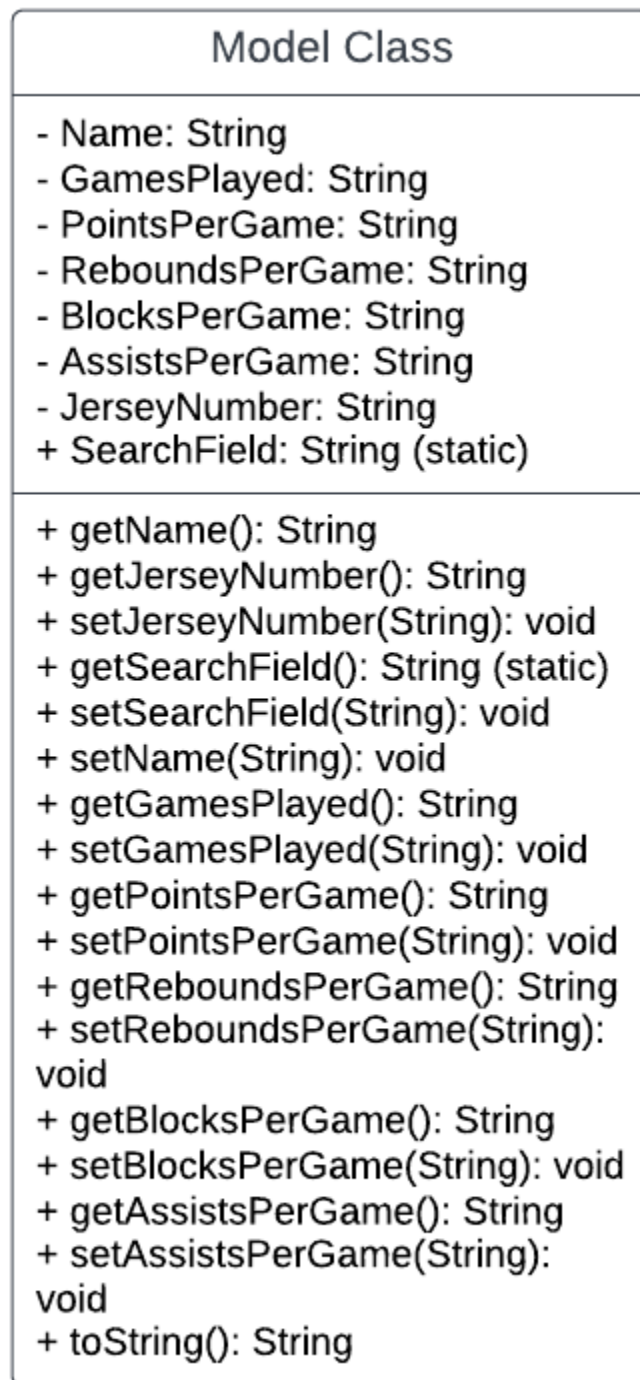 Model Class
- Name: String
- GamesPlayed: String
- PointsPerGame: String
- ReboundsPerGame: String
- BlocksPerGame: String
- AssistsPerGame: String
- JerseyNumber: String
+ SearchField: String (static)
+ getName(): String
+ getJerseyNumber(): String
+ setJerseyNumber(String): void
+ getSearchField(): String (static)
+ setSearchField(String): void
+ setName(String): void
+ getGamesPlayed(): String
+ setGamesPlayed(String): void
+ getPointsPerGame(): String
+ setPointsPerGame(String): void
+ getReboundsPerGame(): String
+ setReboundsPerGame(String):
void
+ getBlocksPerGame(): String
+ setBlocksPerGame(String): void
+ getAssistsPerGame(): String
+ setAssistsPerGame(String):
void
+ toString(): String